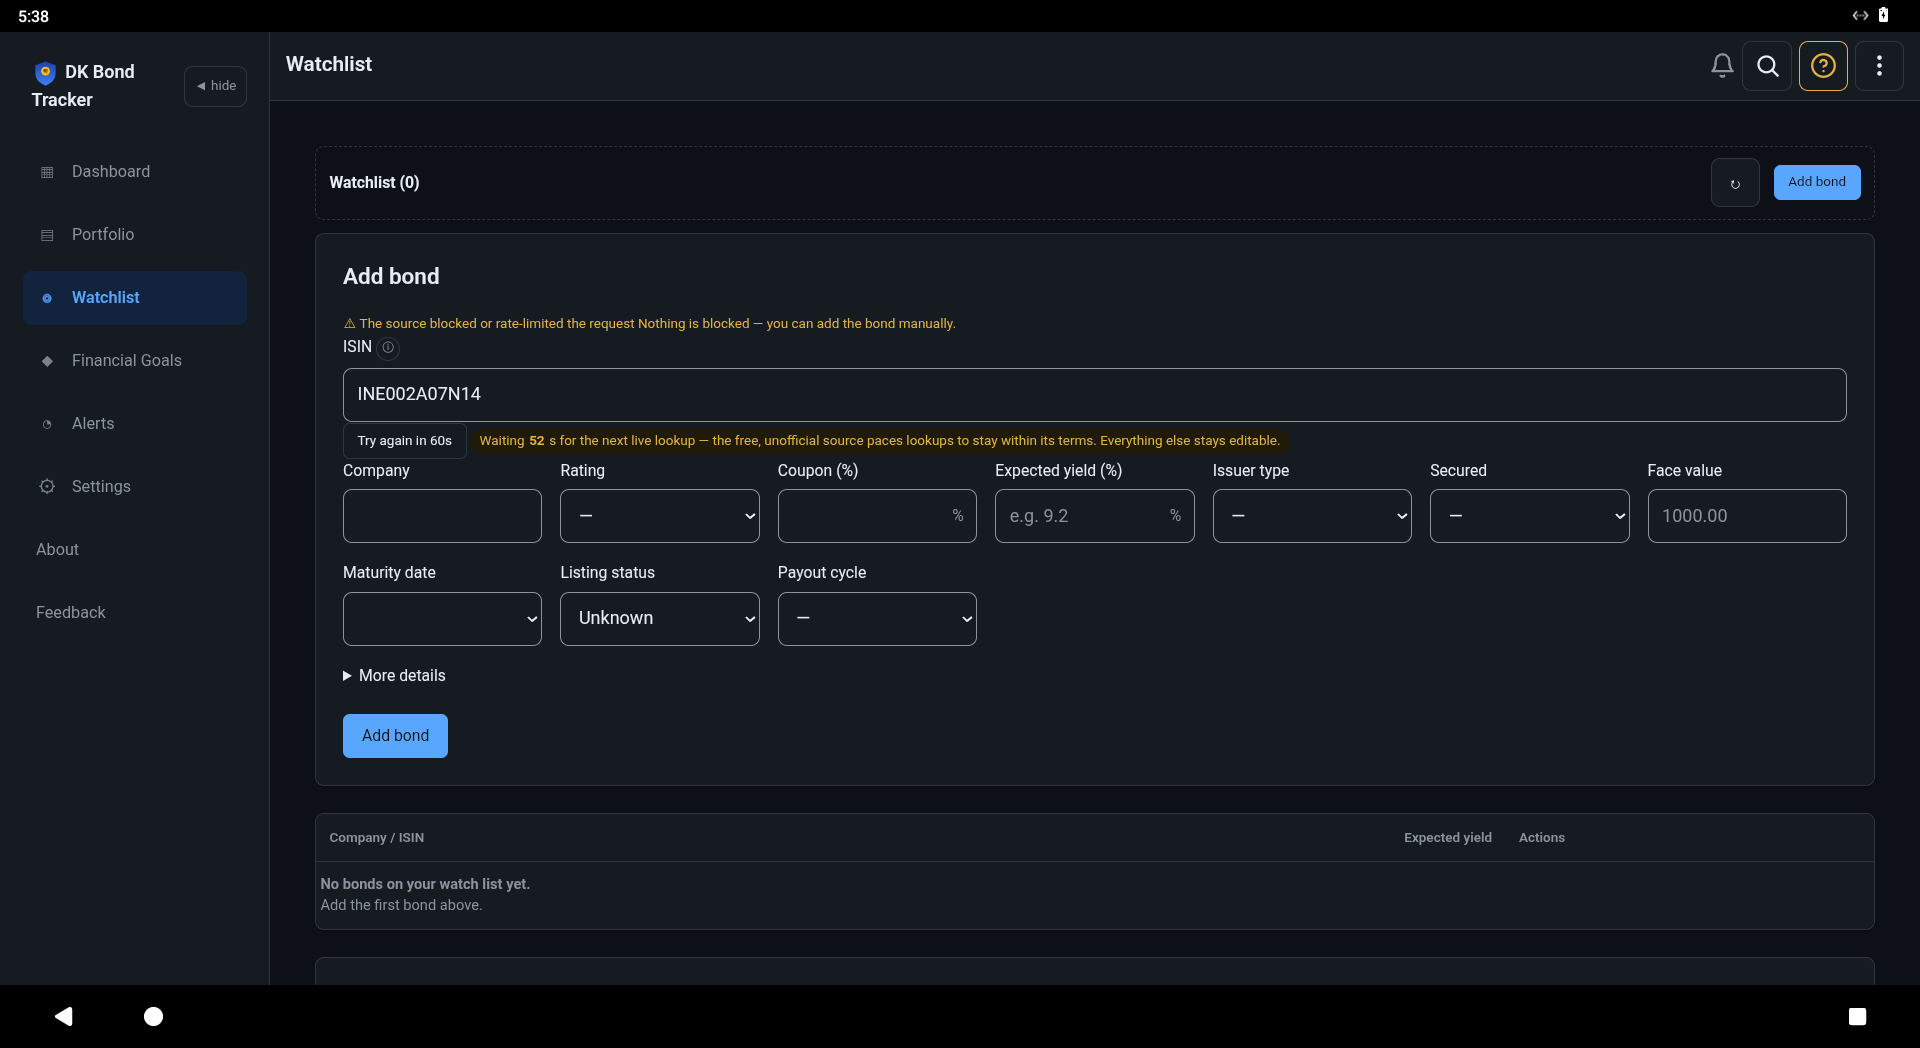 5:38
DK Bond
Tracker
◄ hide
Dashboard
Portfolio
Watchlist
Financial Goals
Alerts
Settings
About
Feedback
Watchlist
Watchlist (0)
Add bond
Add bond
⚠ The source blocked or rate-limited the request Nothing is blocked — you can add the bond manually.
ISIN ⓘ
INE002A07N14
Try again in 60s
Waiting 52 s for the next live lookup — the free, unofficial source paces lookups to stay within its terms. Everything else stays editable.
Company Rating Coupon (%) Expected yield (%) Issuer type Secured Face value
— % e.g. 9.2 % — — 1000.00
Maturity date Listing status Payout cycle
Unknown —
▶ More details
Add bond
Company / ISIN Expected yield Actions
No bonds on your watch list yet.
Add the first bond above.